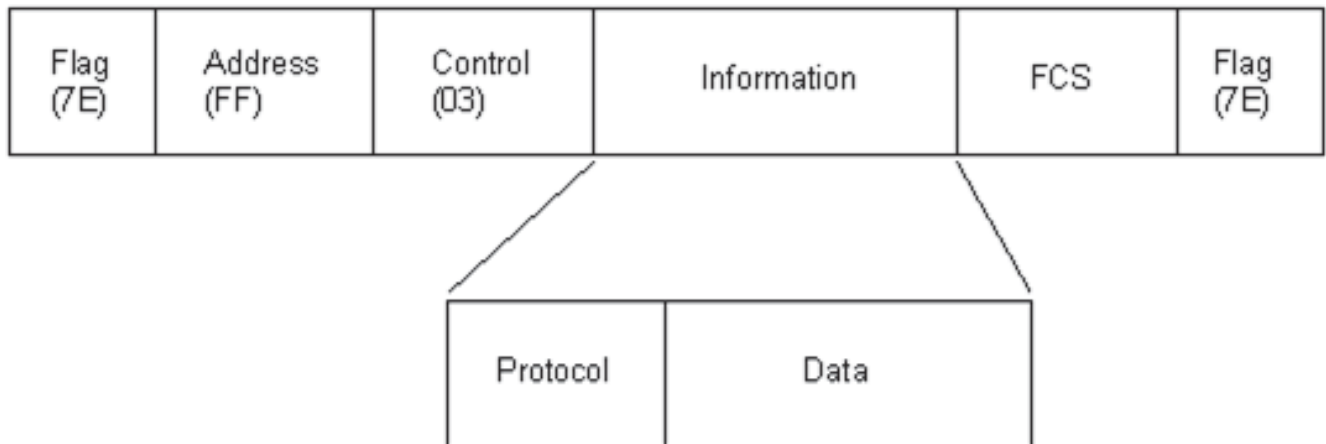 Flag
(7E)
Address
(FF)
Control
(03)
Information
FCS
Flag
(7E)
Protocol
Data